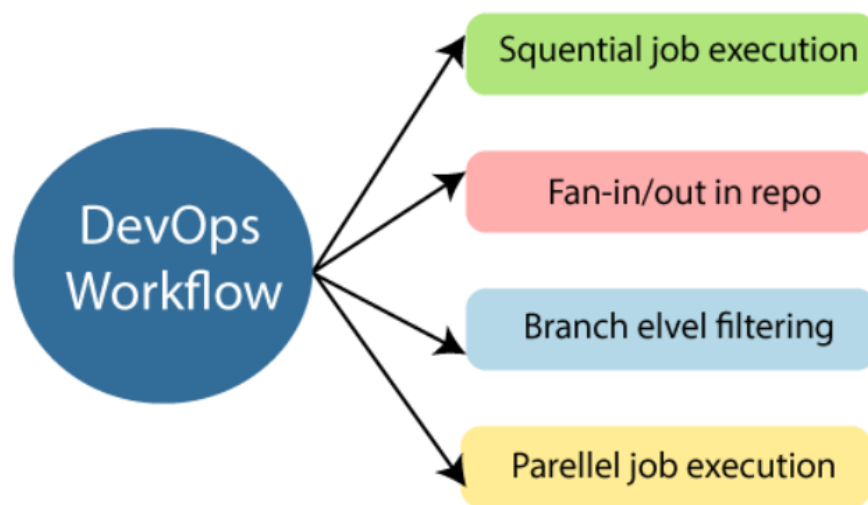 DevOps
Workflow
Squential job execution
Fan-in/out in repo
Branch elvel filtering
Parellel job execution